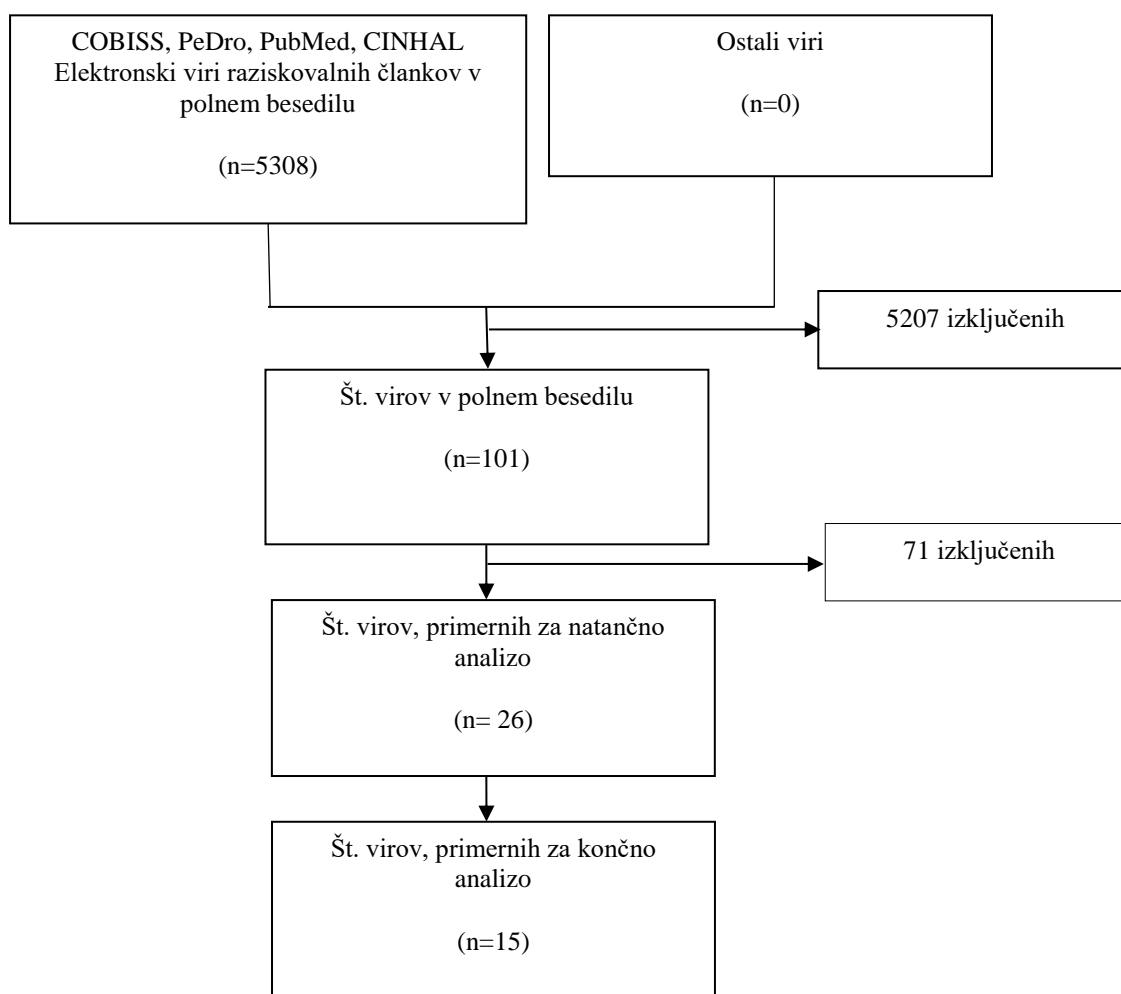 COBISS, PeDro, PubMed, CINHAL
Elektronski viri raziskovalnih člankov v
polnem besedilu
(n=5308)
Ostali viri
(n=0)
5207 izključenih
Št. virov v polnem besedilu
(n=101)
71 izključenih
Št. virov, primernih za natančno
analizo
(n= 26)
Št. virov, primernih za končno
analizo
(n=15)